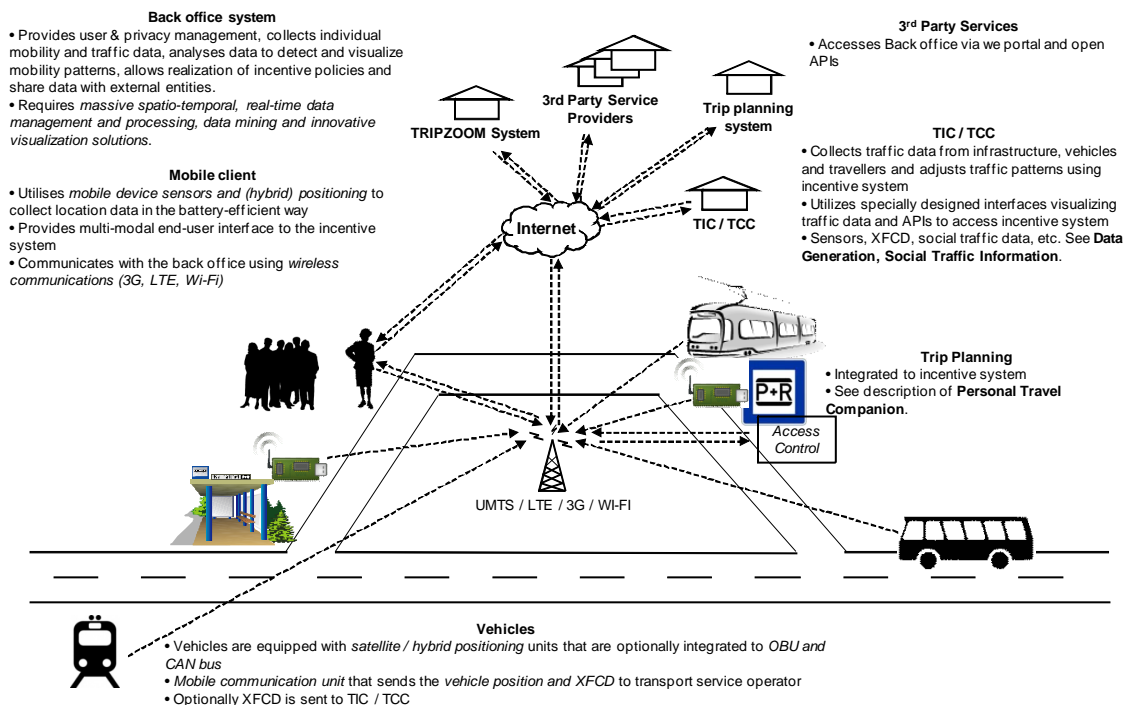 Back office system
• Provides user & privacy management, collects individual
mobility and traffic data, analyses data to detect and visualize
mobility patterns, allows realization of incentive policies and
share data with external entities.
• Requires massive spatio-temporal, real-time data
management and processing, data mining and innovative
visualization solutions.
Mobile client
• Utilises mobile device sensors and (hybrid) positioning to
collect location data in the battery-efficient way
• Provides multi-modal end-user interface to the incentive
system
• Communicates with the back office using wireless
communications (3G, LTE, Wi-Fi)
TRIPZOOM System
3rd Party Service
Providers
Trip planning
system
TIC / TCC
Internet
3rd Party Services
• Accesses Back office via we portal and open
APIs
TIC / TCC
• Collects traffic data from infrastructure, vehicles
and travellers and adjusts traffic patterns using
incentive system
• Utilizes specially designed interfaces visualizing
traffic data and APIs to access incentive system
• Sensors, XFCD, social traffic data, etc. See Data
Generation, Social Traffic Information.
Trip Planning
• Integrated to incentive system
• See description of Personal Travel
Companion.
P+R
Access
Control
UMTS / LTE / 3G / WI-FI
Vehicles
• Vehicles are equipped with satellite / hybrid positioning units that are optionally integrated to OBU and
CAN bus
• Mobile communication unit that sends the vehicle position and XFCD to transport service operator
• Optionally XFCD is sent to TIC / TCC